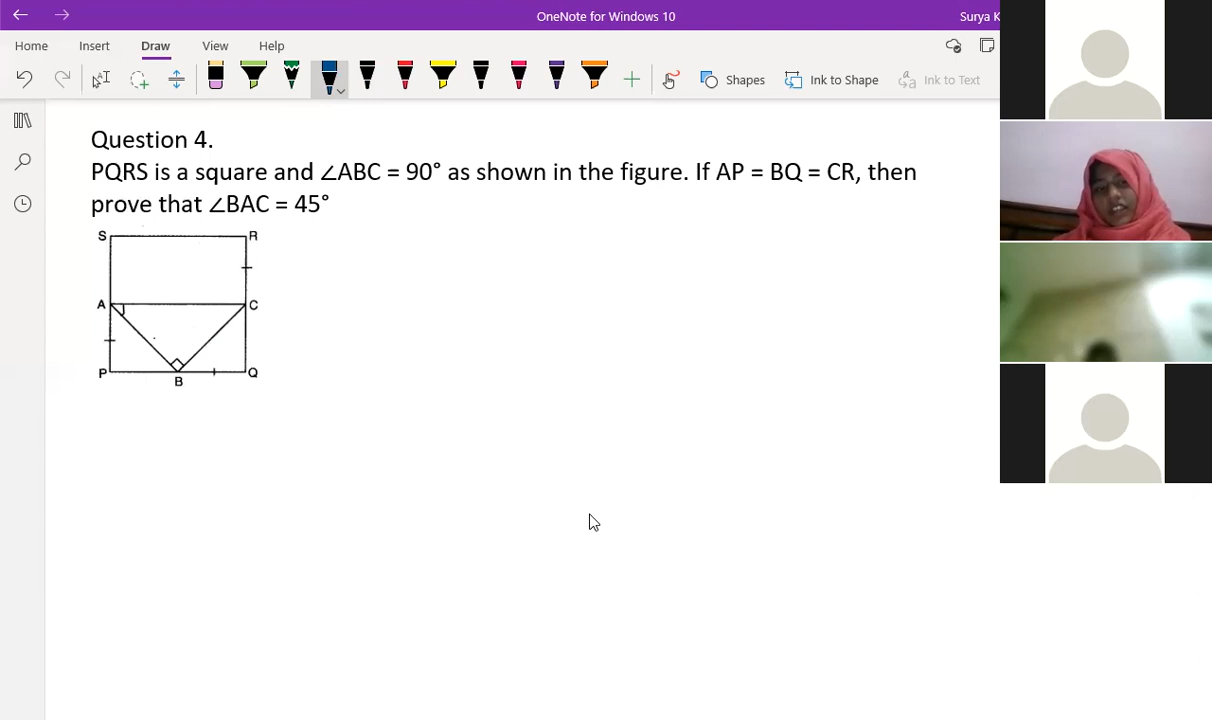 OneNote for Windows 10
Surya K
Home Insert Draw View Help
Shapes Ink to Shape Ink to Text
Question 4.
PQRS is a square and ∠ABC = 90° as shown in the figure. If AP = BQ = CR, then
prove that ∠BAC = 45°
S R
A C
P Q
B